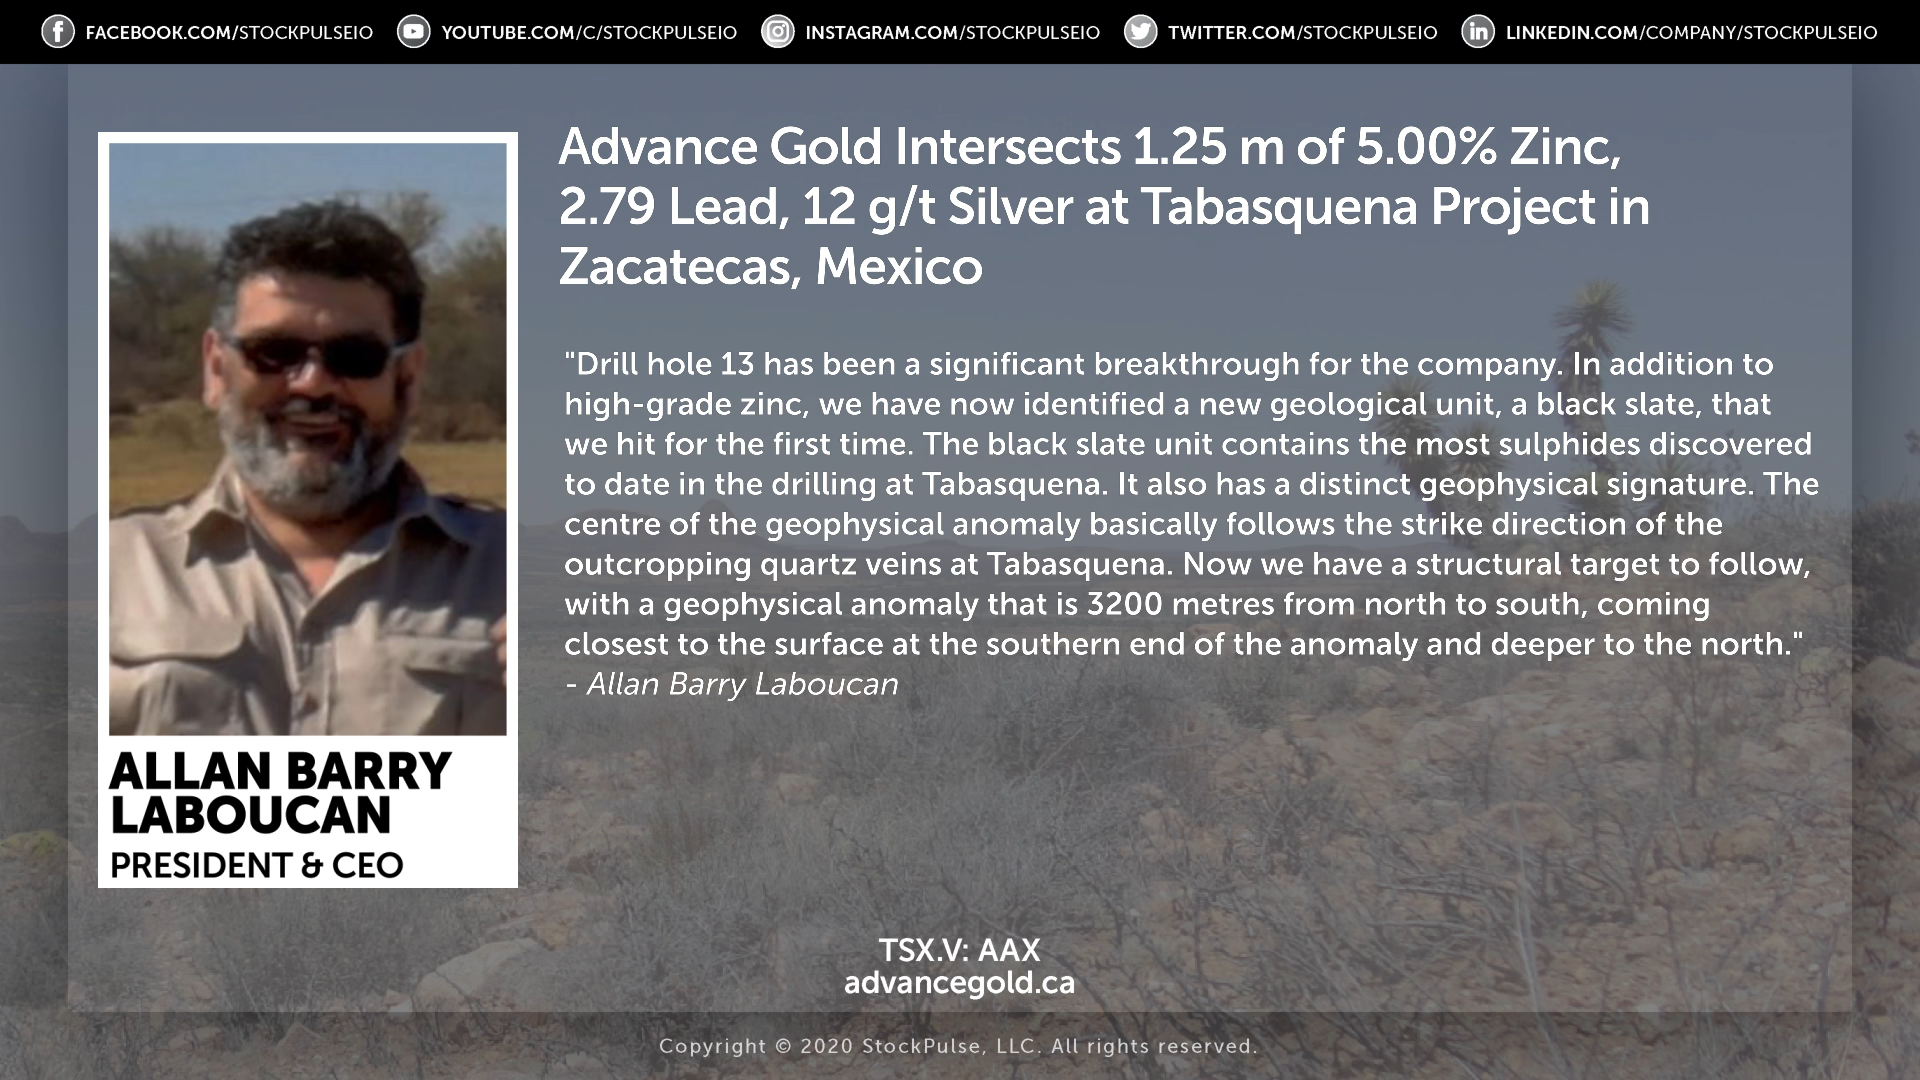 FACEBOOK.COM/STOCKPULSEIO YOUTUBE.COM/C/STOCKPULSEIO INSTAGRAM.COM/STOCKPULSEIO TWITTER.COM/STOCKPULSEIO LINKEDIN.COM/COMPANY/STOCKPULSEIO
Advance Gold Intersects 1.25 m of 5.00% Zinc,
2.79 Lead, 12 g/t Silver at Tabasquena Project in
Zacatecas, Mexico
"Drill hole 13 has been a significant breakthrough for the company. In addition to
high-grade zinc, we have now identified a new geological unit, a black slate, that
we hit for the first time. The black slate unit contains the most sulphides discovered
to date in the drilling at Tabasquena. It also has a distinct geophysical signature. The
centre of the geophysical anomaly basically follows the strike direction of the
outcropping quartz veins at Tabasquena. Now we have a structural target to follow,
with a geophysical anomaly that is 3200 metres from north to south, coming
closest to the surface at the southern end of the anomaly and deeper to the north."
- Allan Barry Laboucan
ALLAN BARRY
LABOUCAN
PRESIDENT & CEO
TSX.V: AAX
advancegold.ca
Copyright © 2020 StockPulse, LLC. All rights reserved.